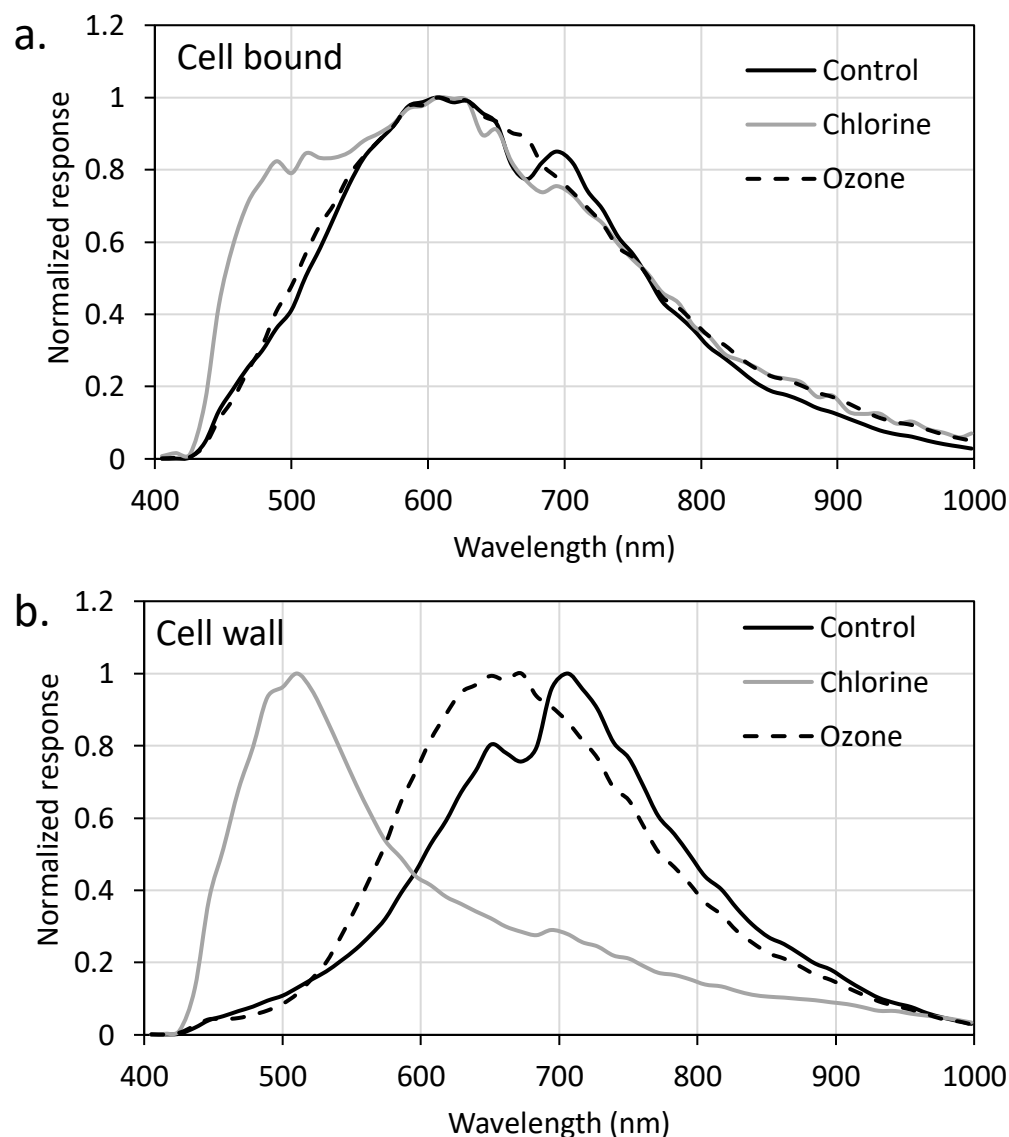 a.
Cell bound
Control
Chlorine
Ozone
Normalized response
1.2
1
0.8
0.6
0.4
0.2
0
400 500 600 700 800 900 1000
Wavelength (nm)
b.
Cell wall
Control
Chlorine
Ozone
Normalized response
1.2
1
0.8
0.6
0.4
0.2
0
400 500 600 700 800 900 1000
Wavelength (nm)